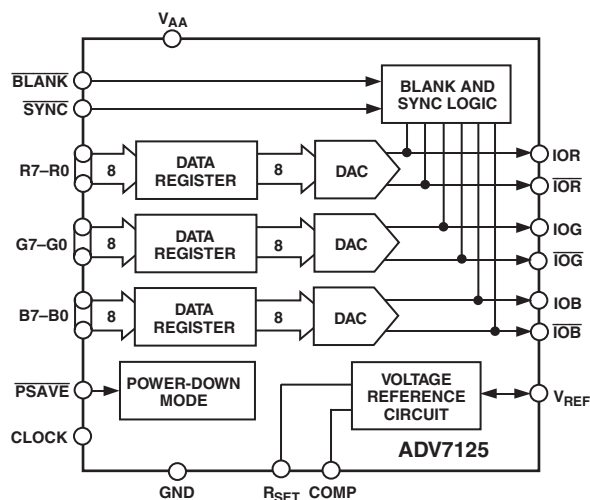 VAA
BLANK
SYNC
BLANK AND
SYNC LOGIC
R7–R0
8
DATA
REGISTER
8
DAC
IOR
IOR
G7–G0
8
DATA
REGISTER
8
DAC
IOG
IOG
B7–B0
8
DATA
REGISTER
8
DAC
IOB
IOB
PSAVE
POWER-DOWN
MODE
VOLTAGE
REFERENCE
CIRCUIT
VREF
CLOCK
ADV7125
GND
RSET
COMP